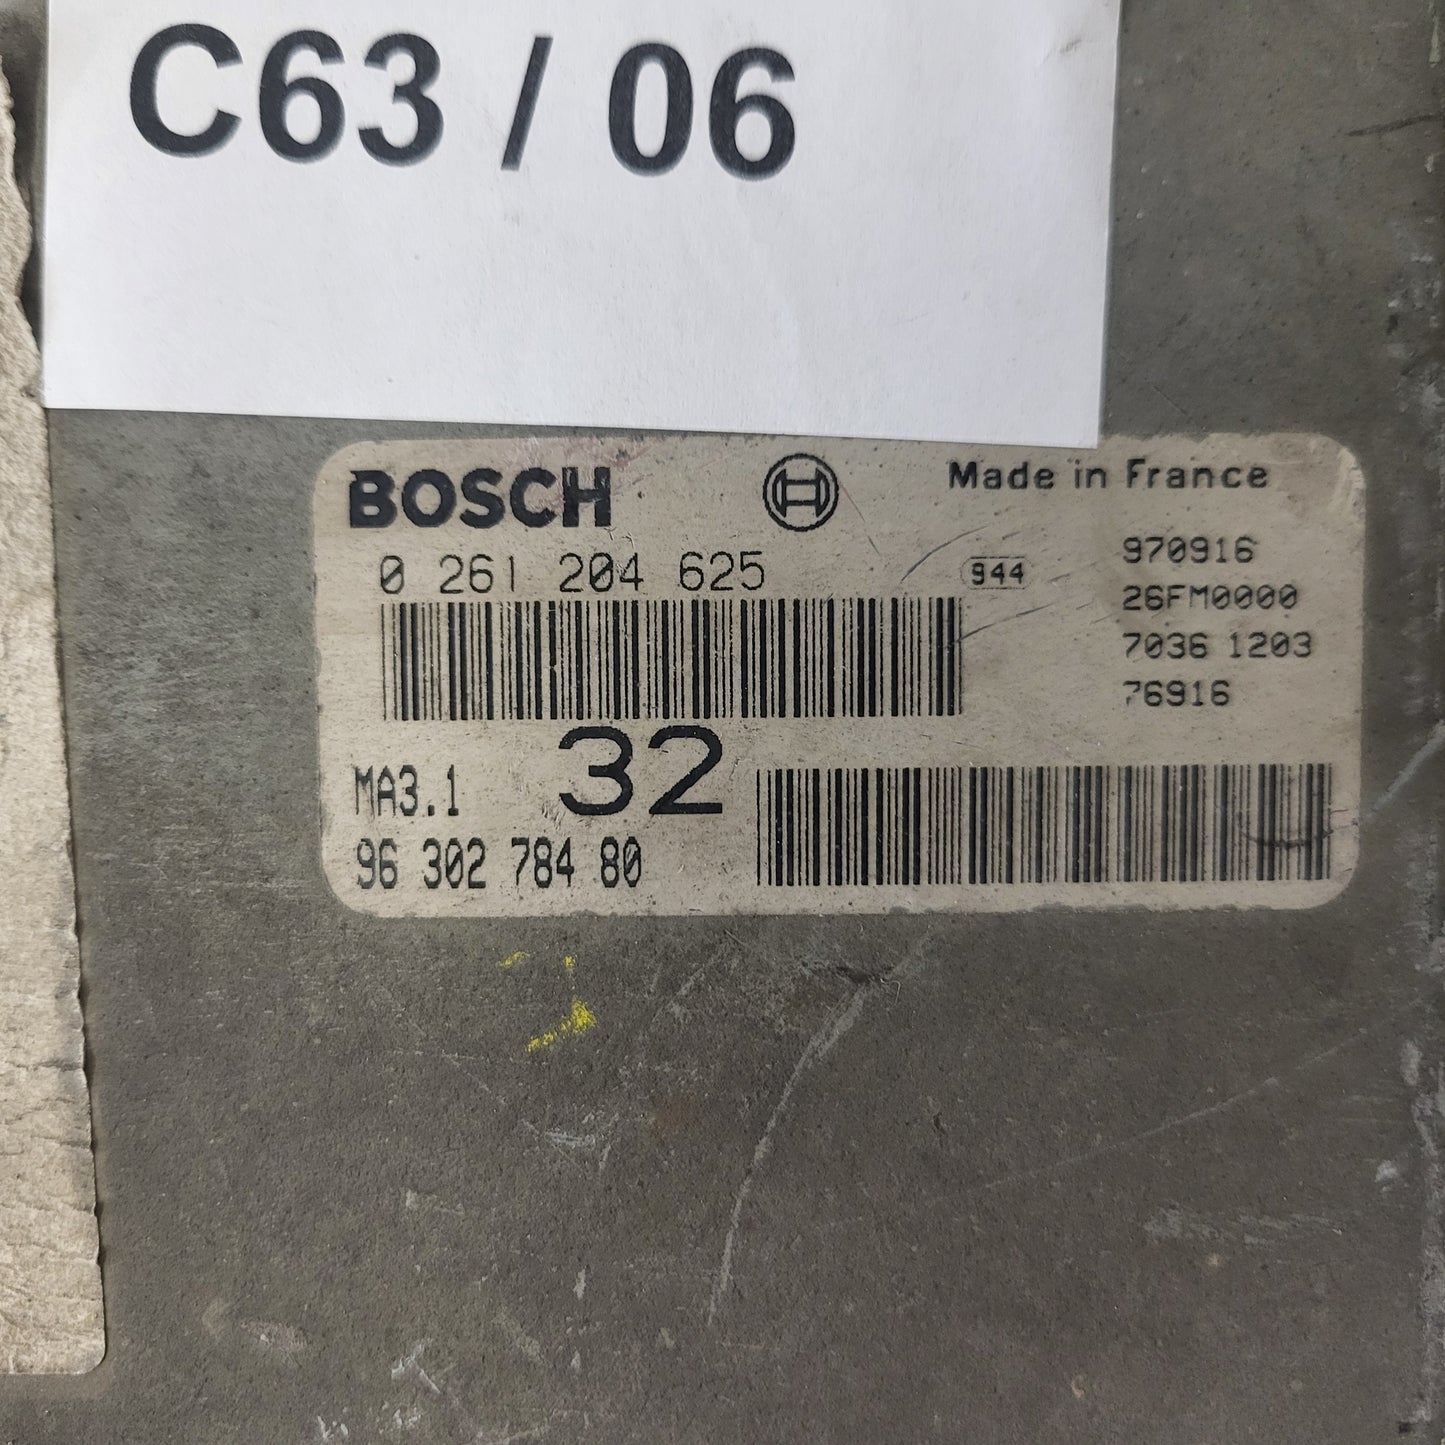 C63 / 06
BOSCH
Made in France
0 261 204 625
944
970916
26FM0000
7036 1203
76916
MA3.1
32
96 302 784 80